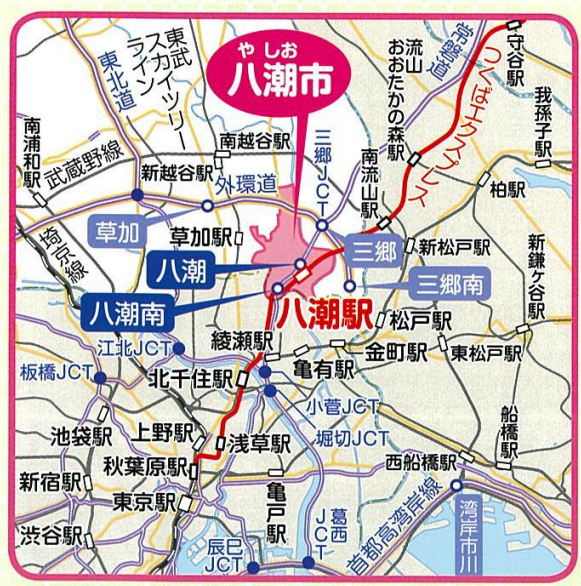 やしお
八潮市
東武
スカイツリー
ライン
東北道
常磐道
流山
おおたかの森駅
守谷駅
つくばエクスプレス
我孫子駅
南浦和駅
武蔵野線
南越谷駅
新越谷駅
外環道
三郷JCT
南流山駅
柏駅
草加
草加駅
三郷
新松戸駅
新鎌ヶ谷駅
埼京線
八潮
三郷南
八潮南
八潮駅
松戸駅
綾瀬駅
江北JCT
亀有駅
金町駅
東松戸駅
板橋JCT
北千住駅
小菅JCT
堀切JCT
船橋駅
池袋駅
上野駅
浅草駅
西船橋駅
新宿駅
秋葉原駅
東京駅
亀戸駅
葛西
JCT
首都高湾岸線
湾岸市川
渋谷駅
辰巳
JCT